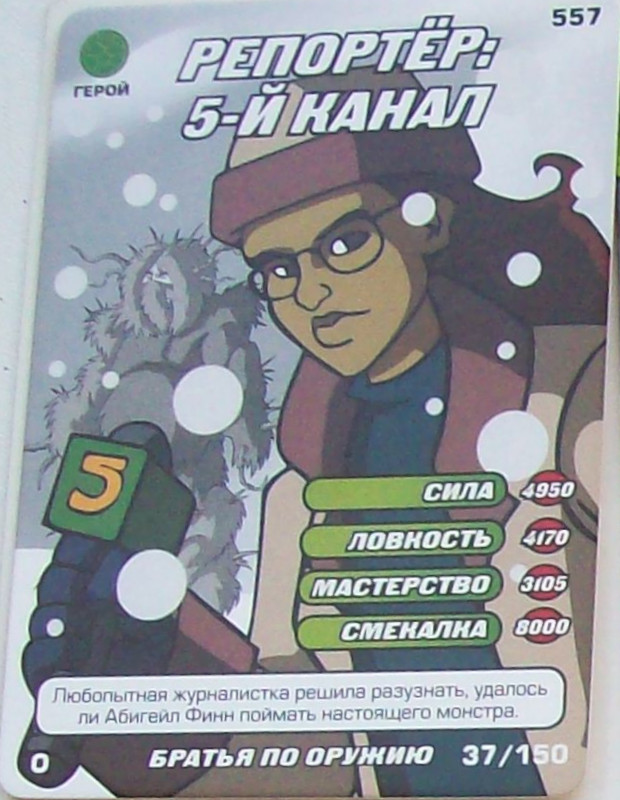 557
ГЕРОЙ
РЕПОРТЁР:
5-Й КАНАЛ
5
СИЛА 4950
ЛОВКОСТЬ 4170
МАСТЕРСТВО 3105
СМЕКАЛКА 8000
Любопытная журналистка решила разузнать, удалось
ли Абигейл Финн поймать настоящего монстра.
0 БРАТЬЯ ПО ОРУЖИЮ 37/150